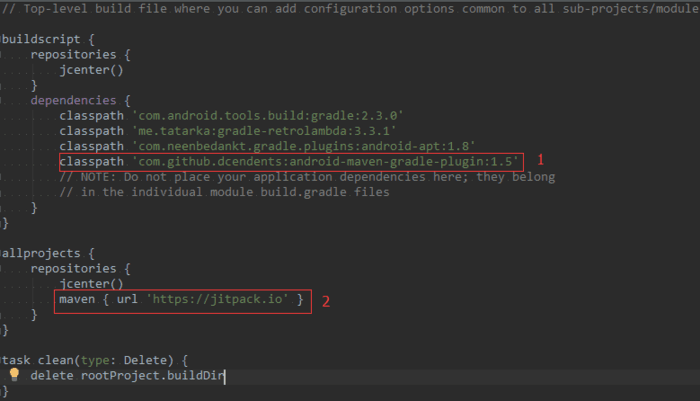 // Top-level build file where you can add configuration options common to all sub-projects/module
buildscript {
repositories {
jcenter()
}
dependencies {
classpath 'com.android.tools.build:gradle:2.3.0'
classpath 'me.tatarka:gradle-retrolambda:3.3.1'
classpath 'com.neenbedankt.gradle.plugins:android-apt:1.8'
classpath 'com.github.dcendents:android-maven-gradle-plugin:1.5' 1
// NOTE: Do not place your application dependencies here; they belong
// in the individual module build.gradle files
}
}
allprojects {
repositories {
jcenter()
maven { url 'https://jitpack.io' } 2
}
}
task clean(type: Delete) {
delete rootProject.buildDir
}